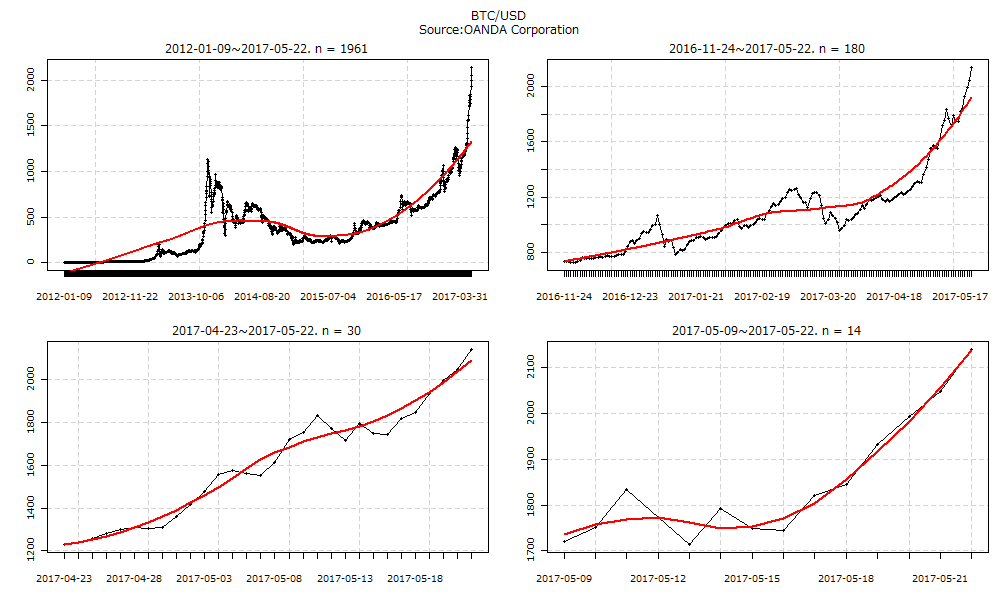 BTC/USD
Source:OANDA Corporation
2012-01-09~2017-05-22. n = 1961
0 500 1000 1500 2000
2012-01-09 2012-11-22 2013-10-06 2014-08-20 2015-07-04 2016-05-17 2017-03-31
2016-11-24~2017-05-22. n = 180
800 1200 1600 2000
2016-11-24 2016-12-23 2017-01-21 2017-02-19 2017-03-20 2017-04-18 2017-05-17
2017-04-23~2017-05-22. n = 30
1200 1400 1600 1800 2000
2017-04-23 2017-04-28 2017-05-03 2017-05-08 2017-05-13 2017-05-18
2017-05-09~2017-05-22. n = 14
1700 1800 1900 2000 2100
2017-05-09 2017-05-12 2017-05-15 2017-05-18 2017-05-21